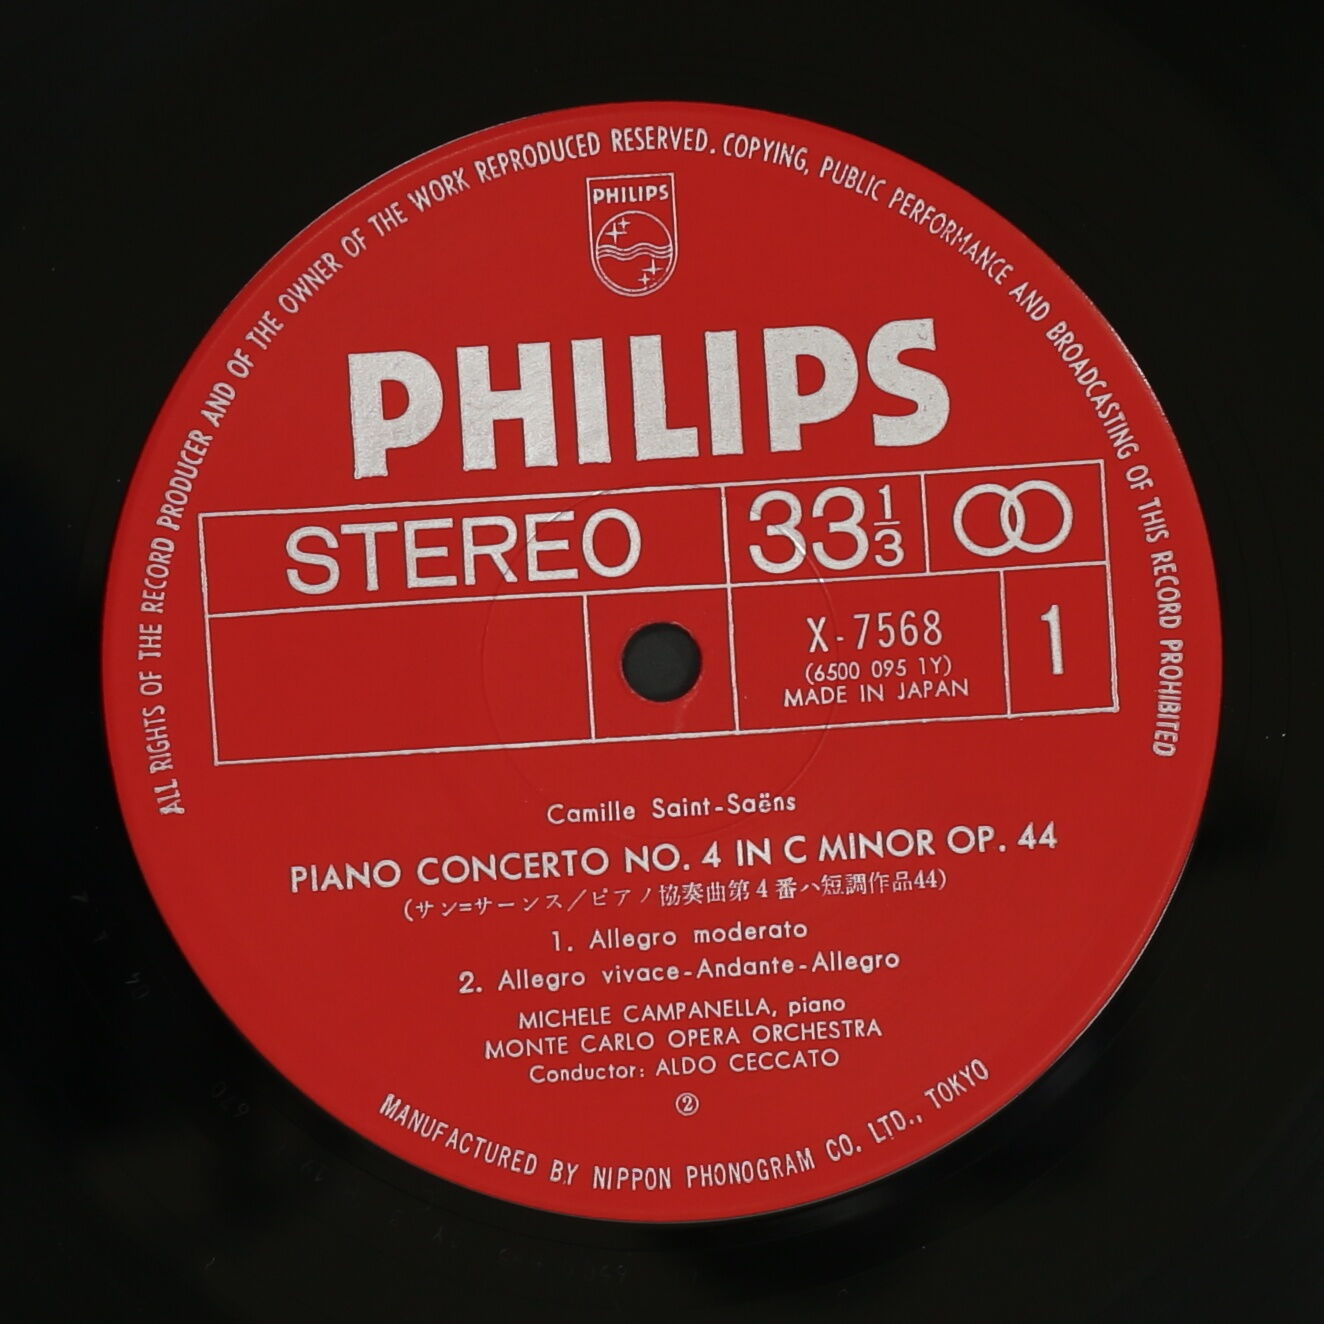 ALL RIGHTS OF THE RECORD PRODUCER AND OF THE OWNER OF THE WORK REPRODUCED RESERVED. COPYING, PUBLIC PERFORMANCE AND BROADCASTING OF THIS RECORD PROHIBITED
PHILIPS
PHILIPS
STEREO 33 1/3
X-7568 1
(6500 095 1Y)
MADE IN JAPAN
Camille Saint-Saëns
PIANO CONCERTO NO. 4 IN C MINOR OP. 44
(サン=サーンス/ピアノ協奏曲第4番ハ短調作品44)
1. Allegro moderato
2. Allegro vivace-Andante-Allegro
MICHELE CAMPANELLA, piano
MONTE CARLO OPERA ORCHESTRA
Conductor: ALDO CECCATO
②
MANUFACTURED BY NIPPON PHONOGRAM CO. LTD., TOKYO